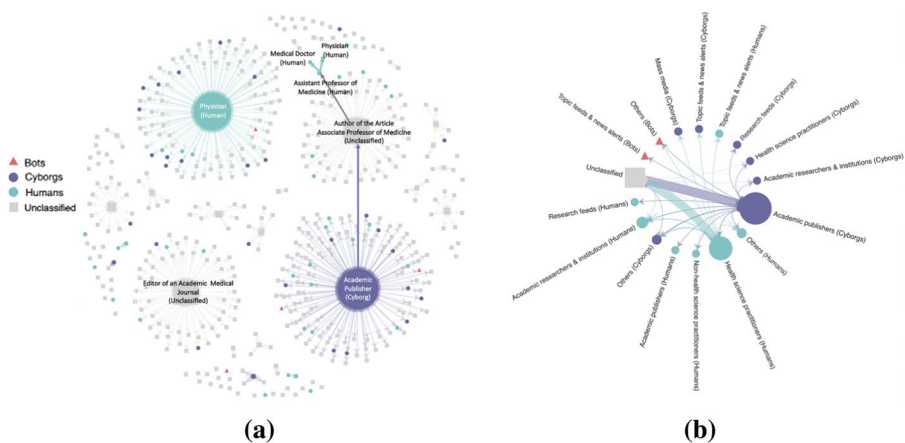 Medical Doctor
(Human)
Physician
(Human)
Assistant Professor of
Medicine (Human)
Physician
(Human)
Author of the Article
Associate Professor of Medicine
(Unclassified)
Bots
Cyborgs
Humans
Unclassified
Editor of an Academic Medical
Journal
(Unclassified)
Academic
Publisher
(Cyborg)
(a)
Mass media (Cyborgs)
Topic feeds & news alerts (Cyborgs)
Topic feeds & news alerts (Humans)
Research feeds (Cyborgs)
Health science practitioners (Cyborgs)
Academic researchers & institutions (Cyborgs)
Academic publishers (Cyborgs)
Others (Humans)
Health science practitioners (Humans)
Non-health science practitioners (Humans)
Academic publishers (Humans)
Others (Cyborgs)
Academic researchers & institutions (Humans)
Research feeds (Humans)
Unclassified
Topic feeds & news alerts (Bots)
Others (Bots)
(b)